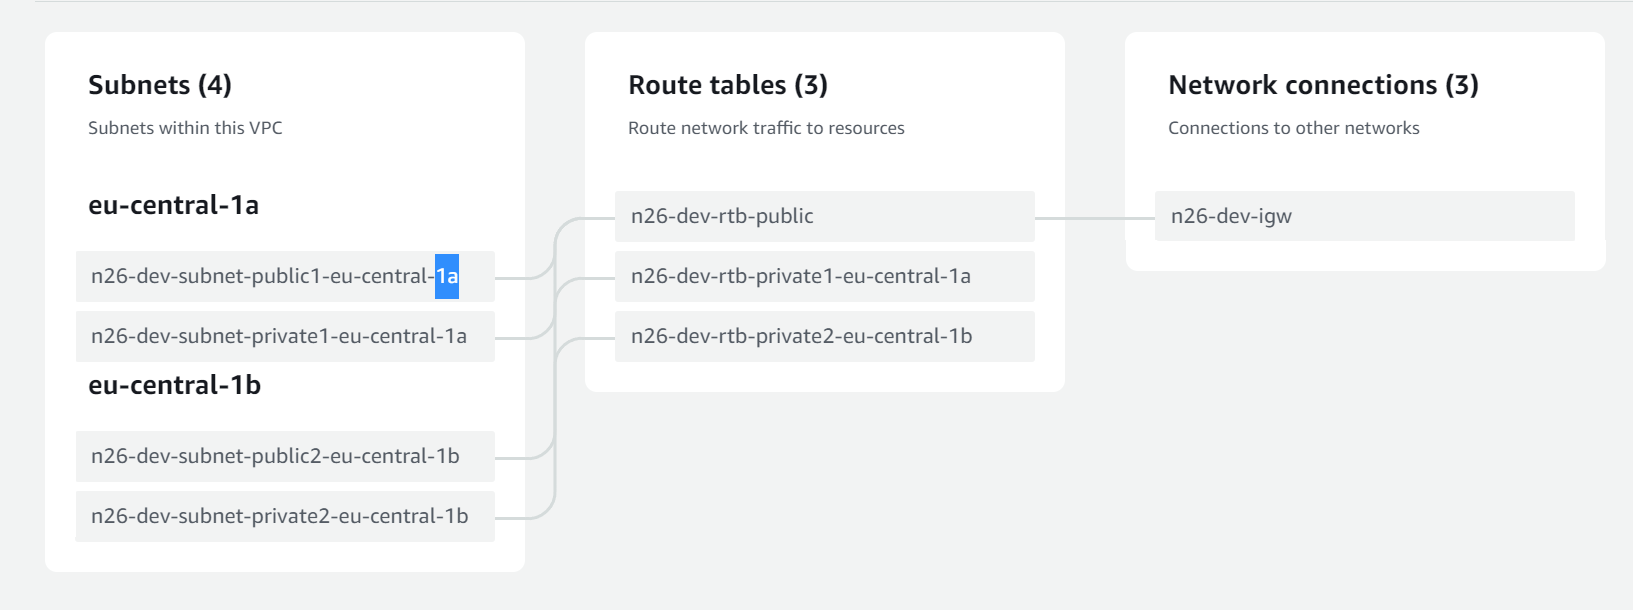 Subnets (4)
Subnets within this VPC
eu-central-1a
n26-dev-subnet-public1-eu-central-1a
n26-dev-subnet-private1-eu-central-1a
eu-central-1b
n26-dev-subnet-public2-eu-central-1b
n26-dev-subnet-private2-eu-central-1b
Route tables (3)
Route network traffic to resources
n26-dev-rtb-public
n26-dev-rtb-private1-eu-central-1a
n26-dev-rtb-private2-eu-central-1b
Network connections (3)
Connections to other networks
n26-dev-igw